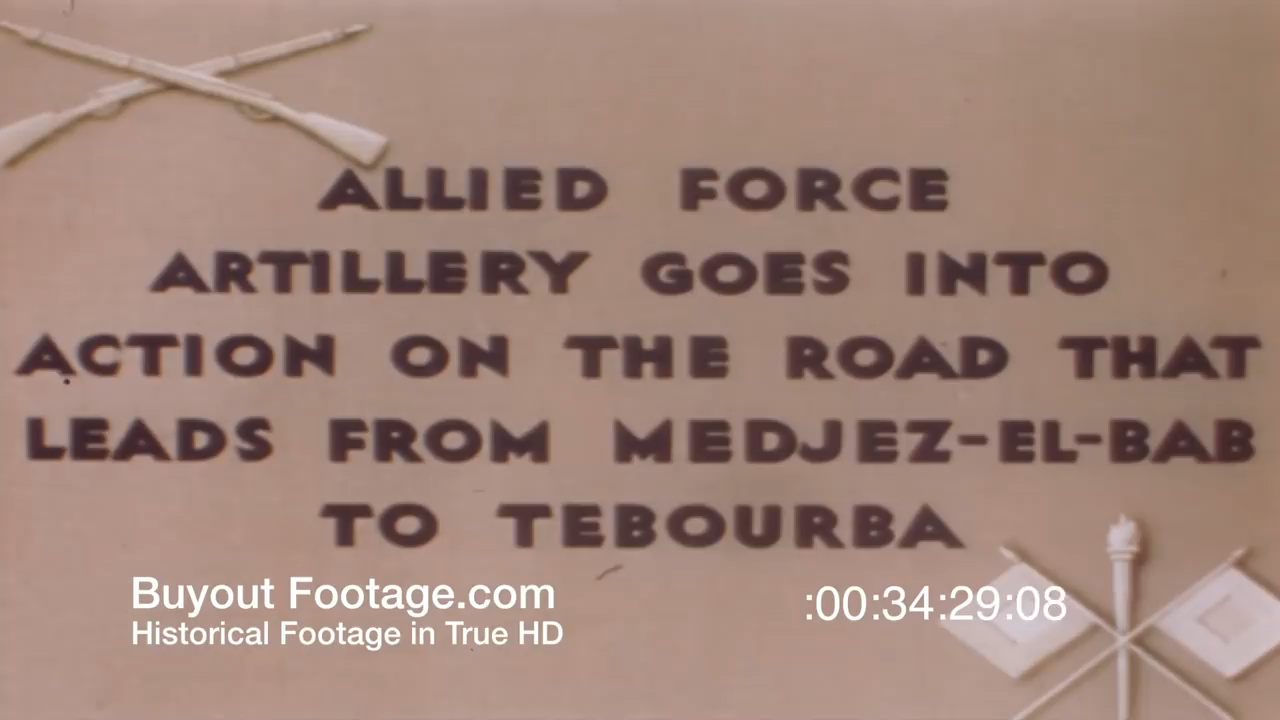 ALLIED FORCE
ARTILLERY GOES INTO
ACTION ON THE ROAD THAT
LEADS FROM MEDJEZ-EL-BAB
TO TEBOURBA
Buyout Footage.com
Historical Footage in True HD
:00:34:29:08